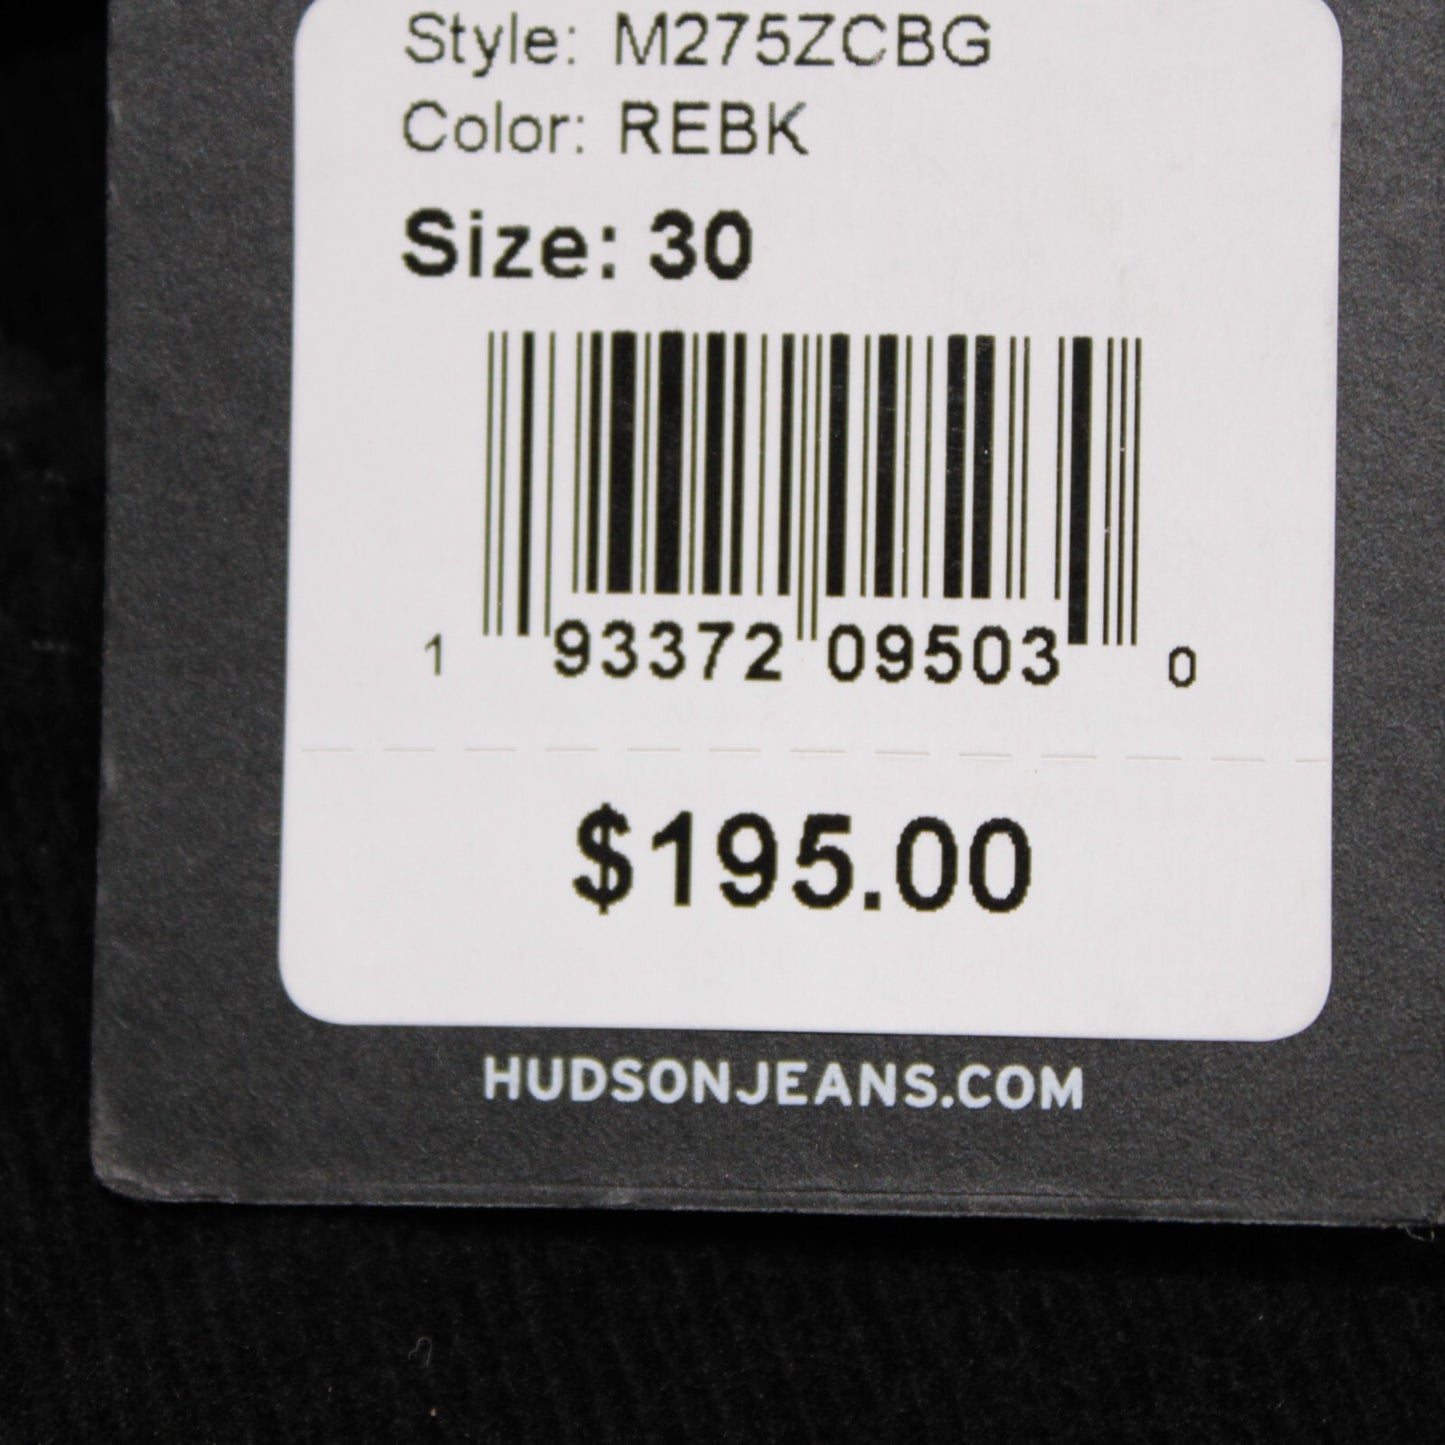 Style: M275ZCBG
Color: REBK
Size: 30
1 93372 09503 0
$195.00
HUDSONJEANS.COM